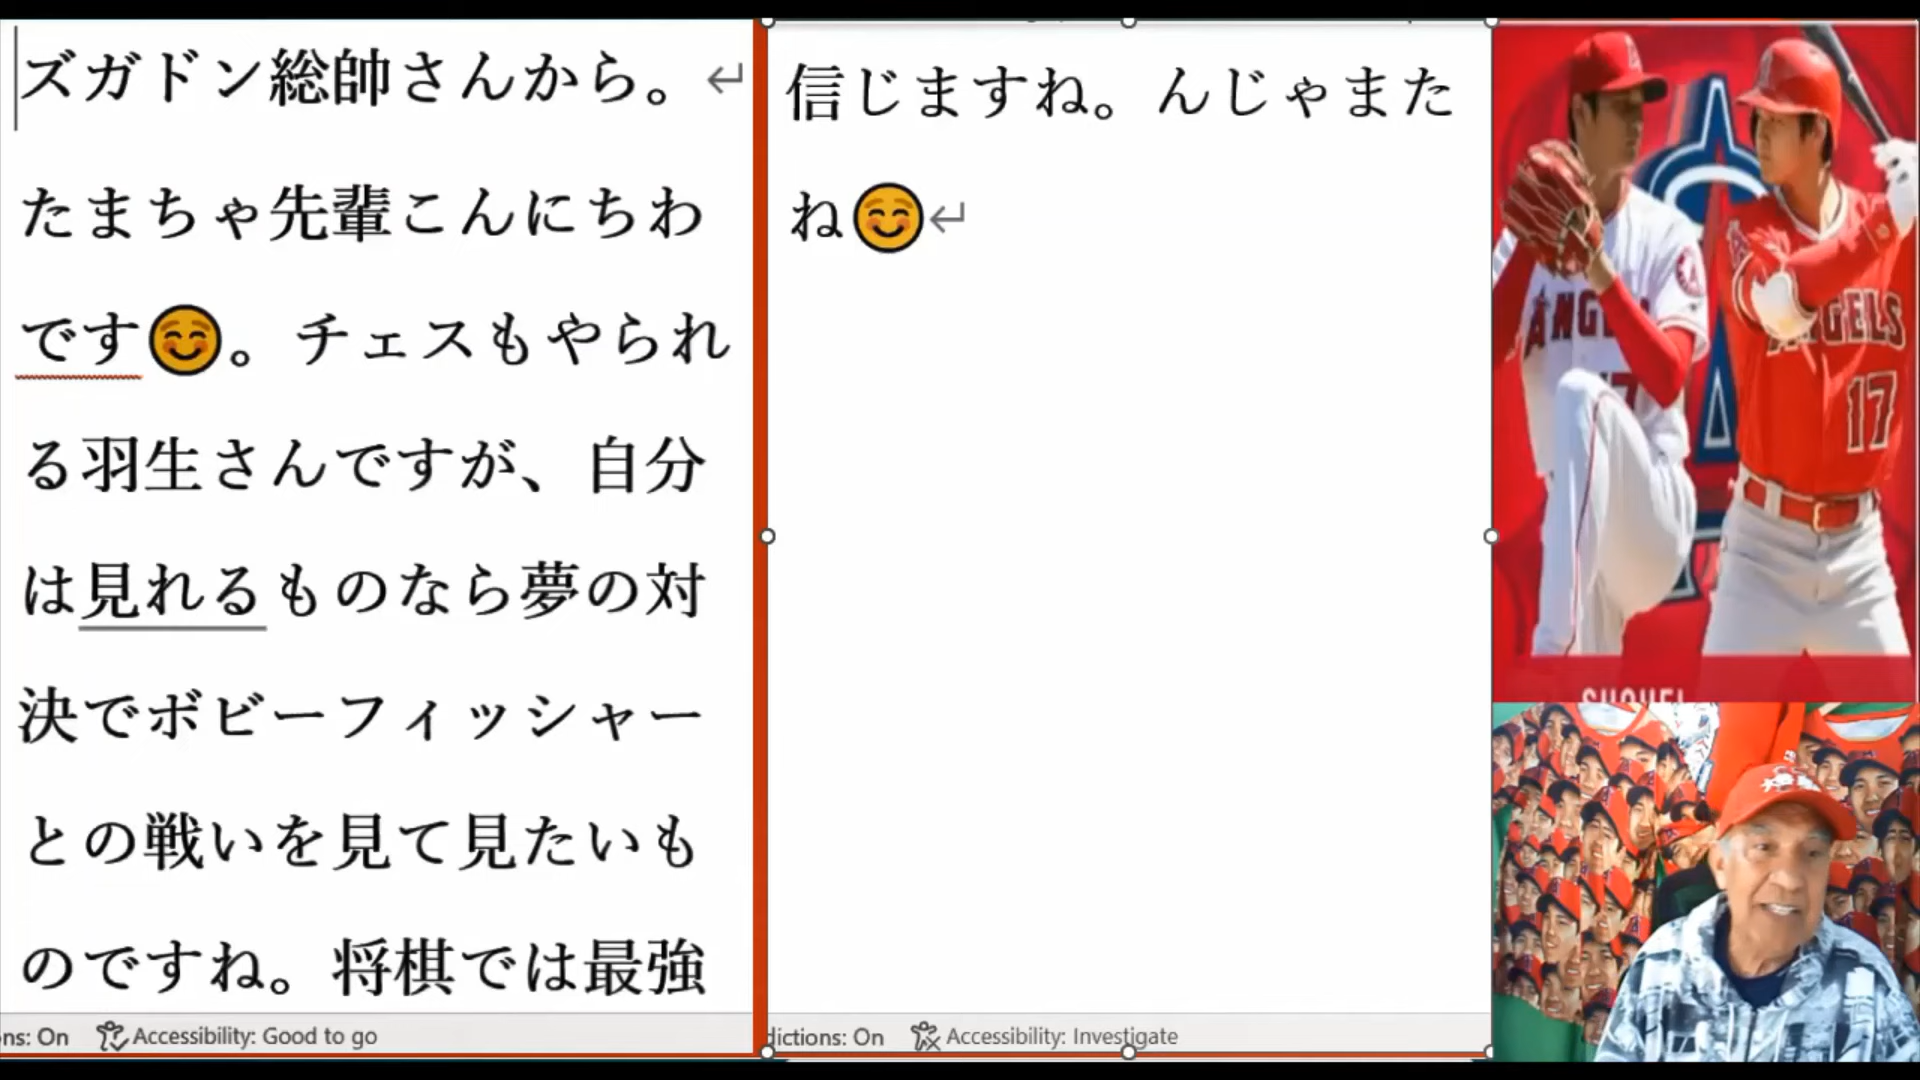 ズガドン総帥さんから。
たまちゃ先輩こんにちわ
です😊。チェスもやられ
る羽生さんですが、自分
は見れるものなら夢の対
決でボビーフィッシャー
との戦いを見て見たいも
のですね。将棋では最強
ns: On Accessibility: Good to go
信じますね。んじゃまた
ね😊
dictions: On Accessibility: Investigate
ANGELS
17